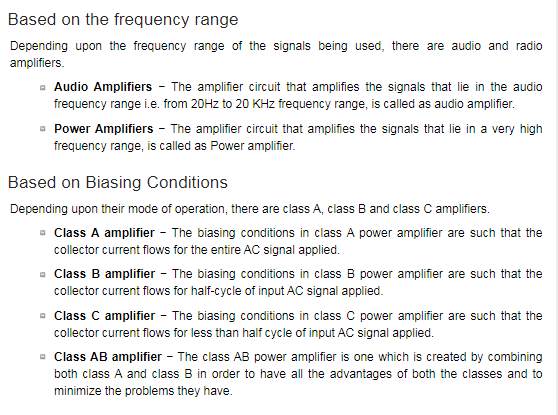 Based on the frequency range
Depending upon the frequency range of the signals being used, there are audio and radio
amplifiers.
Audio Amplifiers − The amplifier circuit that amplifies the signals that lie in the audio
frequency range i.e. from 20Hz to 20 KHz frequency range, is called as audio amplifier.
Power Amplifiers − The amplifier circuit that amplifies the signals that lie in a very high
frequency range, is called as Power amplifier.
Based on Biasing Conditions
Depending upon their mode of operation, there are class A, class B and class C amplifiers.
Class A amplifier − The biasing conditions in class A power amplifier are such that the
collector current flows for the entire AC signal applied.
Class B amplifier − The biasing conditions in class B power amplifier are such that the
collector current flows for half-cycle of input AC signal applied.
Class C amplifier − The biasing conditions in class C power amplifier are such that the
collector current flows for less than half cycle of input AC signal applied.
Class AB amplifier − The class AB power amplifier is one which is created by combining
both class A and class B in order to have all the advantages of both the classes and to
minimize the problems they have.